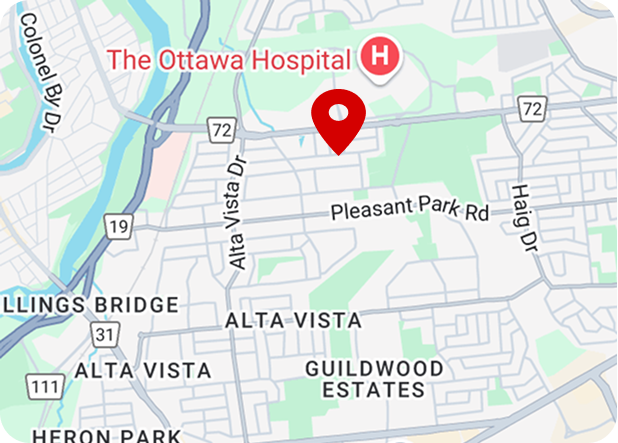 Colonel By Dr
The Ottawa Hospital
H
72
72
Alta Vista Dr
Pleasant Park Rd
Haig Dr
19
LLINGS BRIDGE
31
ALTA VISTA
ALTA VISTA
GUILDWOOD
ESTATES
111
HERON PARK